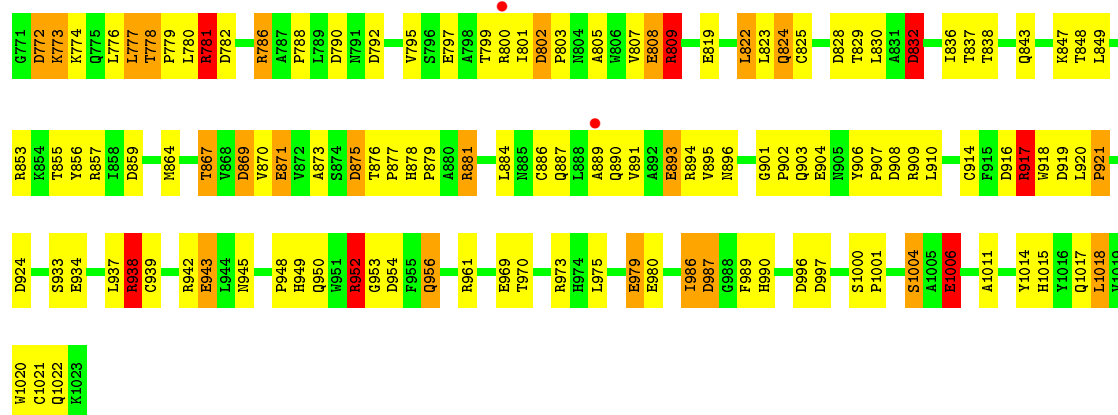 G771 D772 K773 K774 Q775 L776 L777 T778 P779 L780 R781 D782 R786 A787 P788 L789 D790 N791 D792 V795 S796 E797 A798 T799 R800 I801 D802 P803 N804 A805 W806 V807 E808 R809 E819 L822 L823 Q824 C825 D828 T829 L830 A831 D832 I836 T837 T838 Q843 K847 T848 L849
R853 K854 T855 Y856 R857 I858 D859 M864 T867 V868 D869 V870 E871 V872 A873 S874 D875 T876 P877 H878 P879 A880 R881 L884 N885 C886 Q887 L888 A889 Q890 V891 A892 E893 R894 V895 N896 G901 P902 Q903 E904 N905 Y906 P907 D908 R909 L910 C914 F915 D916 R917 W918 D919 L920 P921
D924 S933 E934 L937 R938 C939 R942 E943 L944 N945 P948 H949 Q950 W951 R952 G953 D954 F955 Q956 R961 E969 T970 R973 H974 L975 E979 E980 I986 D987 G988 F989 H990 D996 D997 S1000 P1001 S1004 A1005 E1006 A1011 Y1014 H1015 Y1016 Q1017 L1018 V1019
W1020 C1021 Q1022 K1023